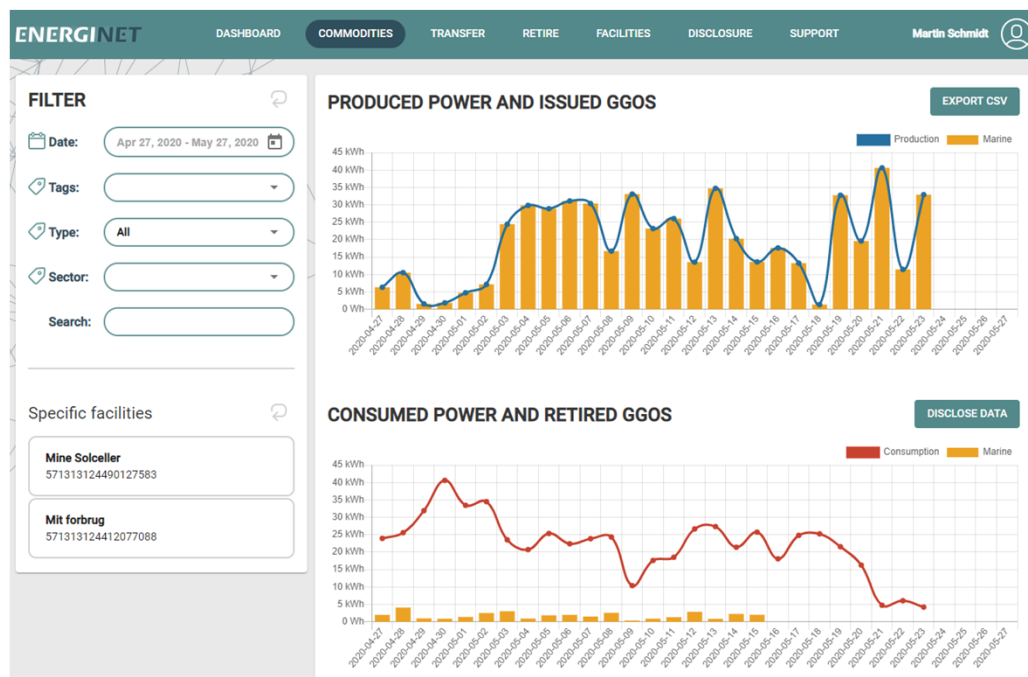 ENERGINET DASHBOARD COMMODITIES TRANSFER RETIRE FACILITIES DISCLOSURE SUPPORT Martin Schmidt
FILTER
Date: Apr 27, 2020 - May 27, 2020
Tags:
Type: All
Sector:
Search:
Specific facilities
Mine Solceller
571313124490127583
Mit forbrug
571313124412077088
PRODUCED POWER AND ISSUED GGOS EXPORT CSV
Production Marine
45 kWh
40 kWh
35 kWh
30 kWh
25 kWh
20 kWh
15 kWh
10 kWh
5 kWh
0 kWh
2020-04-27 2020-04-28 2020-04-29 2020-04-30 2020-05-01 2020-05-02 2020-05-03 2020-05-04 2020-05-05 2020-05-06 2020-05-07 2020-05-08 2020-05-09 2020-05-10 2020-05-11 2020-05-12 2020-05-13 2020-05-14 2020-05-15 2020-05-16 2020-05-17 2020-05-18 2020-05-19 2020-05-20 2020-05-21 2020-05-22 2020-05-23 2020-05-24 2020-05-25 2020-05-26 2020-05-27
CONSUMED POWER AND RETIRED GGOS DISCLOSE DATA
Consumption Marine
45 kWh
40 kWh
35 kWh
30 kWh
25 kWh
20 kWh
15 kWh
10 kWh
5 kWh
0 kWh
2020-04-27 2020-04-28 2020-04-29 2020-04-30 2020-05-01 2020-05-02 2020-05-03 2020-05-04 2020-05-05 2020-05-06 2020-05-07 2020-05-08 2020-05-09 2020-05-10 2020-05-11 2020-05-12 2020-05-13 2020-05-14 2020-05-15 2020-05-16 2020-05-17 2020-05-18 2020-05-19 2020-05-20 2020-05-21 2020-05-22 2020-05-23 2020-05-24 2020-05-25 2020-05-26 2020-05-27